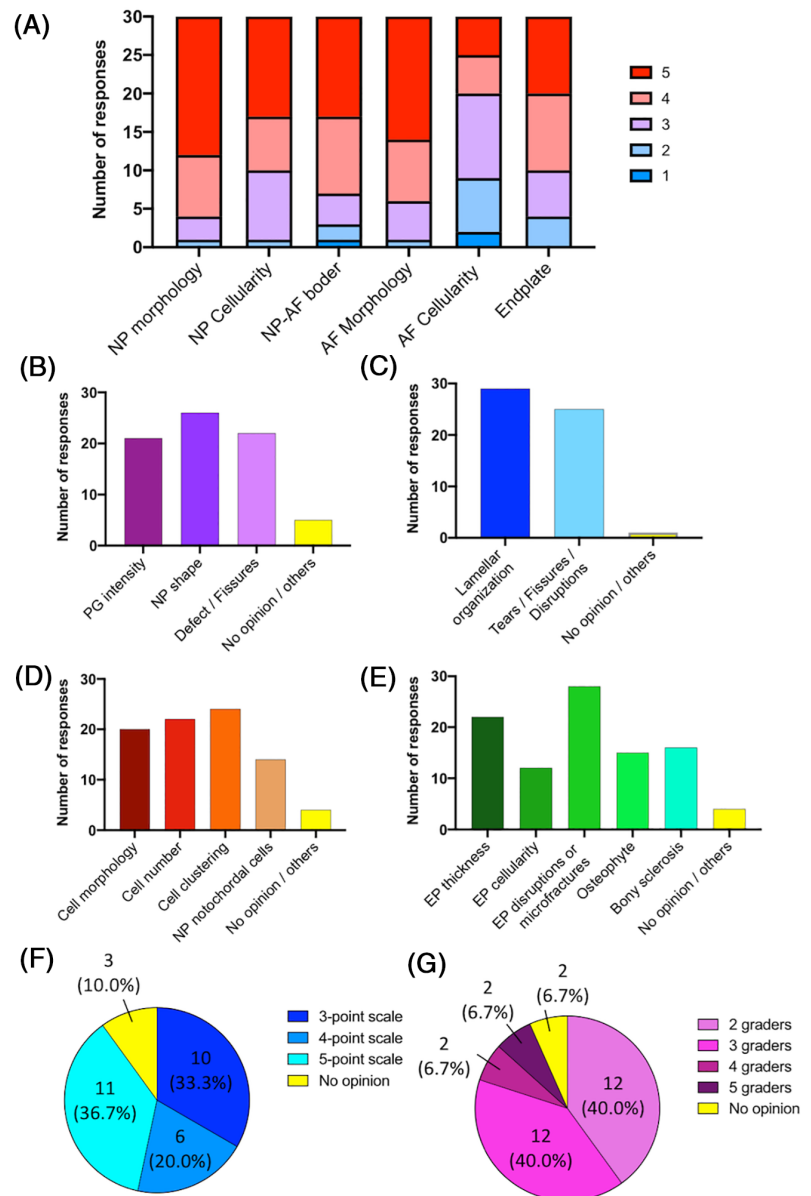 (A)
Number of responses
30
25
20
15
10
5
0
NP morphology
NP Cellularity
NP-AF boder
AF Morphology
AF Cellularity
Endplate
5
4
3
2
1
(B)
Number of responses
30
20
10
0
PG intensity
NP shape
Defect / Fissures
No opinion / others
(C)
Number of responses
30
20
10
0
Lamellar
organization
Tears / Fissures /
Disruptions
No opinion / others
(D)
Number of responses
30
20
10
0
Cell morphology
Cell number
Cell clustering
NP notochordal cells
No opinion / others
(E)
Number of responses
30
20
10
0
EP thickness
EP cellularity
EP disruptions or
microfractures
Osteophyte
Bony sclerosis
No opinion / others
(F)
3
(10.0%)
10
(33.3%)
11
(36.7%)
6
(20.0%)
3-point scale
4-point scale
5-point scale
No opinion
(G)
2
(6.7%)
2
(6.7%)
2
(6.7%)
12
(40.0%)
12
(40.0%)
2 graders
3 graders
4 graders
5 graders
No opinion